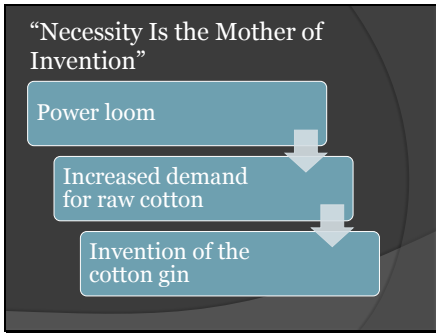 “Necessity Is the Mother of
Invention”
Power loom
Increased demand
for raw cotton
Invention of the
cotton gin